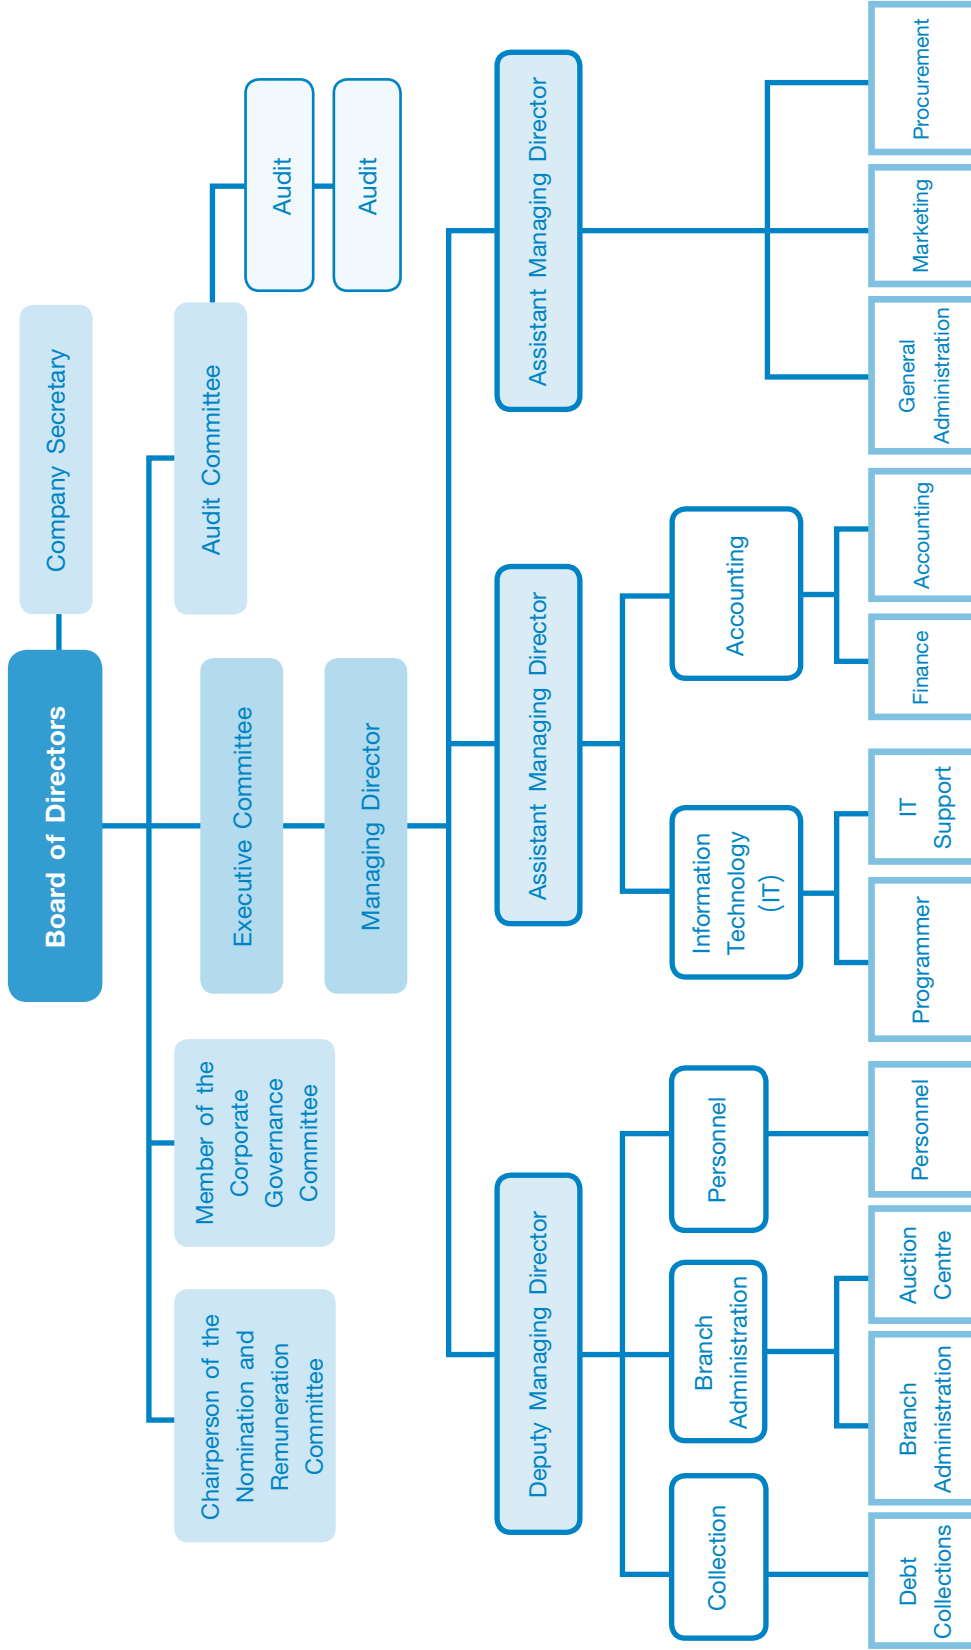 Board of Directors
Company Secretary
Chairperson of the
Nomination and
Remuneration
Committee
Member of the
Corporate
Governance
Committee
Executive Committee
Audit Committee
Audit
Audit
Managing Director
Deputy Managing Director
Assistant Managing Director
Assistant Managing Director
Collection
Branch
Administration
Personnel
Information
Technology
(IT)
Accounting
Debt
Collections
Branch
Administration
Auction
Centre
Personnel
Programmer
IT
Support
Finance
Accounting
General
Administration
Marketing
Procurement